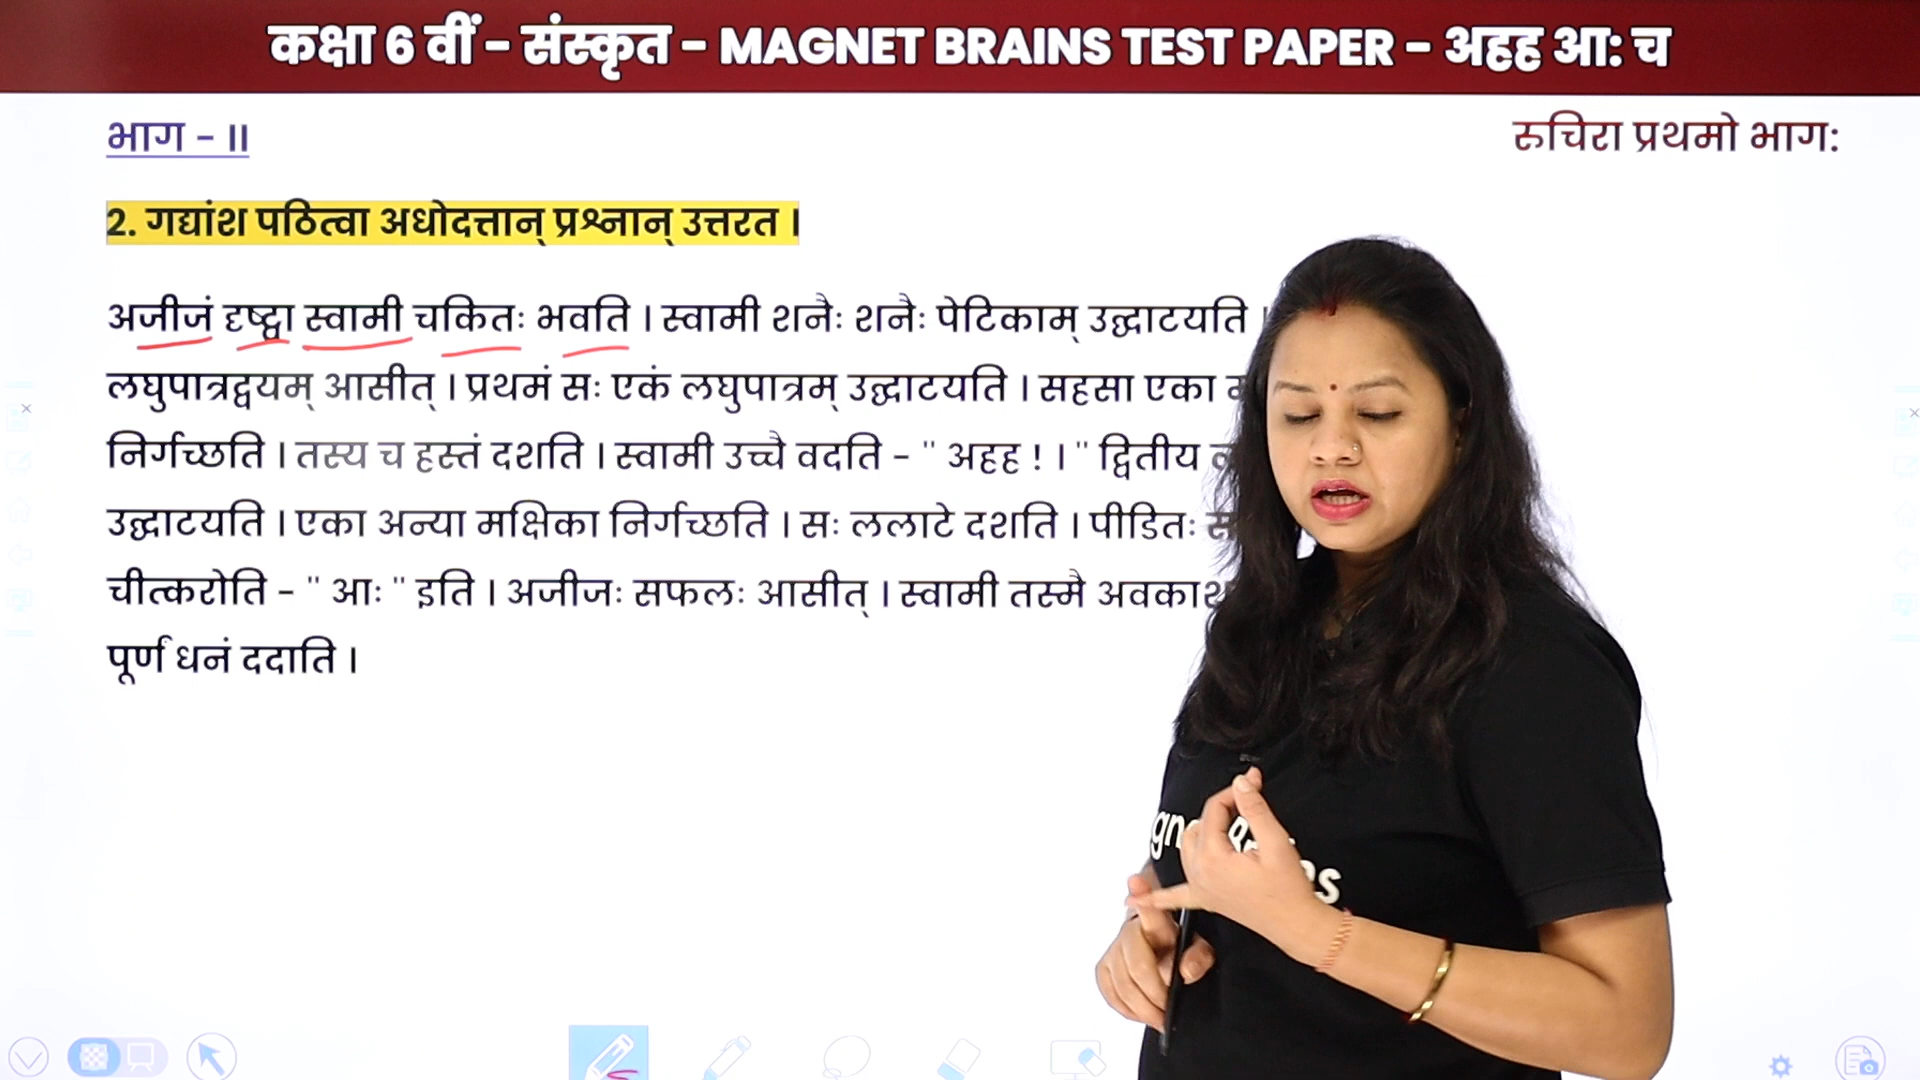 कक्षा 6 वीं - संस्कृत - MAGNET BRAINS TEST PAPER - अहह आ: च
भाग - II
रुचिरा प्रथमो भाग:
2. गद्यांश पठित्वा अधोदत्तान् प्रश्नान् उत्तरत ।
अजीजं दृष्ट्वा स्वामी चकितः भवति । स्वामी शनैः शनैः पेटिकाम् उद्घाटयति ।
लघुपात्रद्वयम् आसीत् । प्रथमं सः एकं लघुपात्रम् उद्घाटयति । सहसा एका
निर्गच्छति । तस्य च हस्तं दशति । स्वामी उच्चै वदति - " अहह ! । " द्वितीय
उद्घाटयति । एका अन्या मक्षिका निर्गच्छति । सः ललाटे दशति । पीडितः
चीत्करोति - " आः " इति । अजीजः सफलः आसीत् । स्वामी तस्मै
पूर्ण धनं ददाति ।